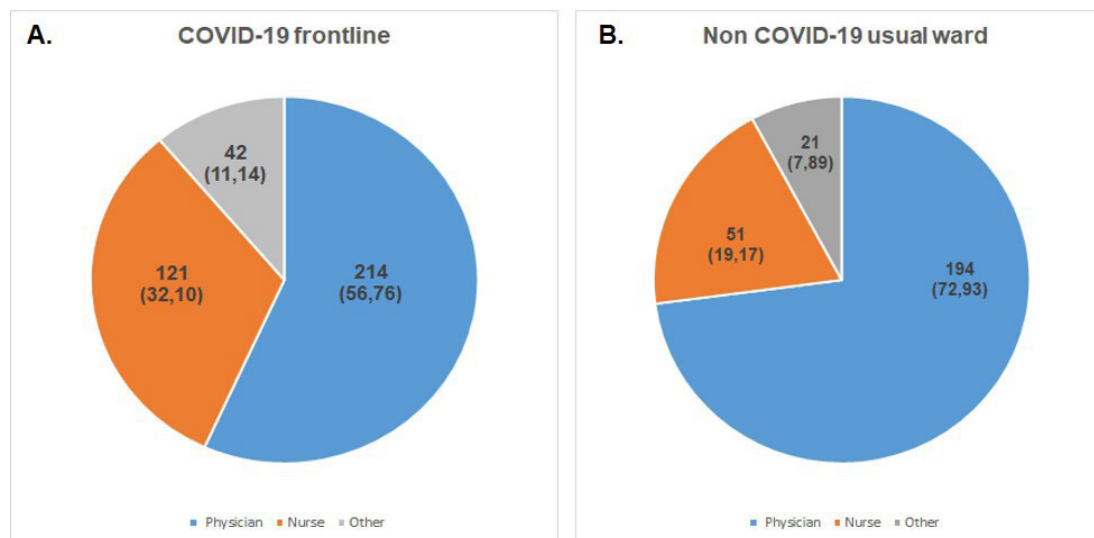 A.
COVID-19 frontline
42
(11,14)
121
(32,10)
214
(56,76)
Physician Nurse Other
B.
Non COVID-19 usual ward
21
(7,89)
51
(19,17)
194
(72,93)
Physician Nurse Other